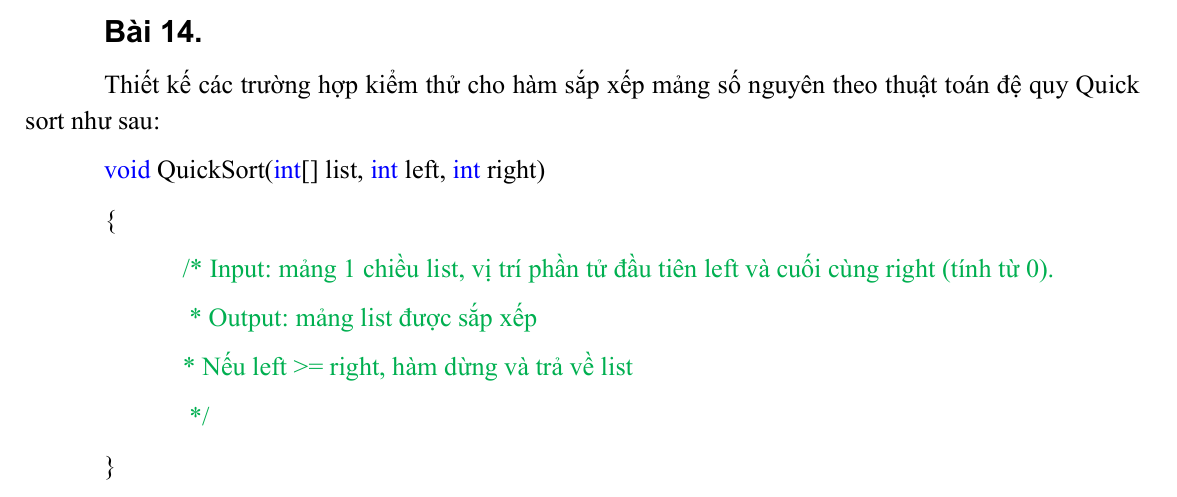 Bài 14.
Thiết kế các trường hợp kiểm thử cho hàm sắp xếp mảng số nguyên theo thuật toán đệ quy Quick
sort như sau:
void QuickSort(int[] list, int left, int right)
{
/* Input: mảng 1 chiều list, vị trí phần tử đầu tiên left và cuối cùng right (tính từ 0).
* Output: mảng list được sắp xếp
* Nếu left >= right, hàm dừng và trả về list
*/
}